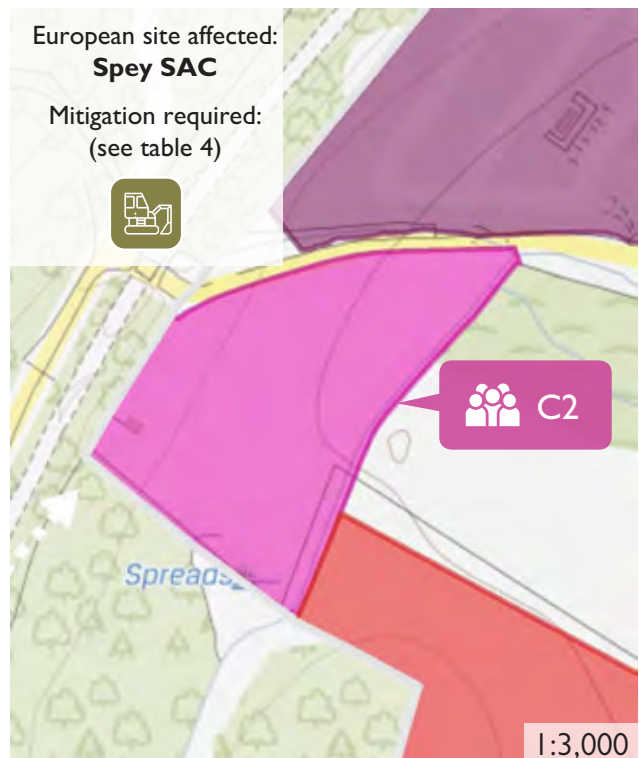 European site affected:
Spey SAC
Mitigation required:
(see table 4)
C2
1:3,000